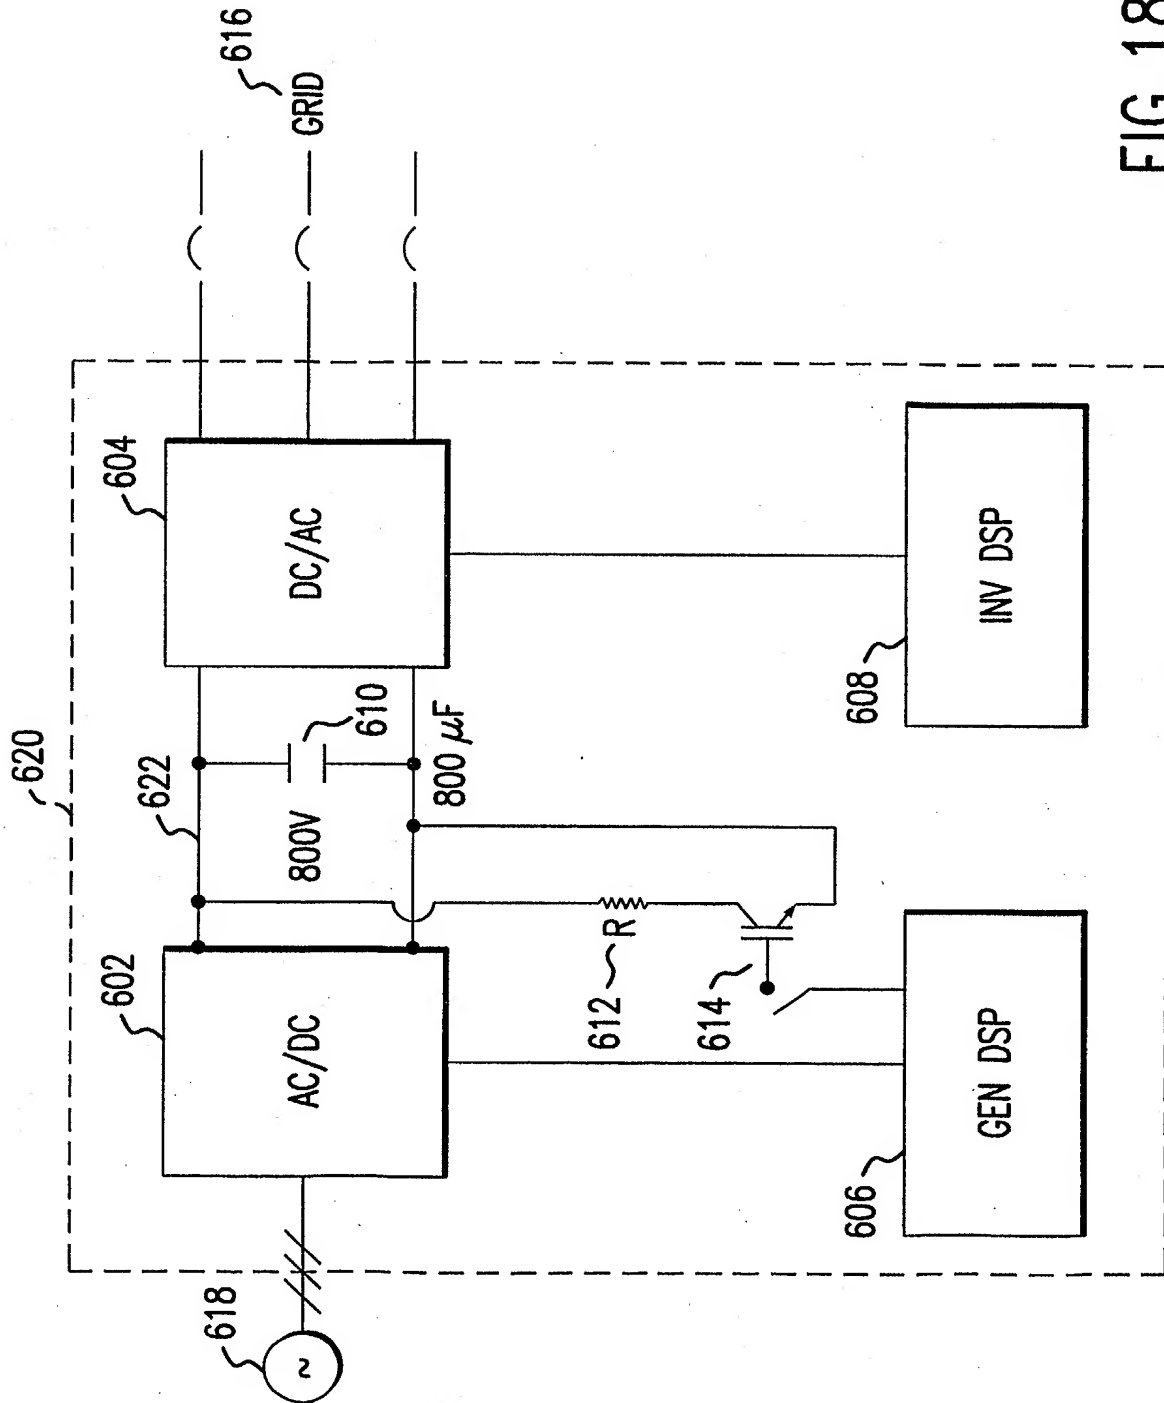 620
618
602
AC/DC
622
800V
610
800 μF
604
DC/AC
616
GRID
612
R
614
606
GEN DSP
608
INV DSP
FIG. 18